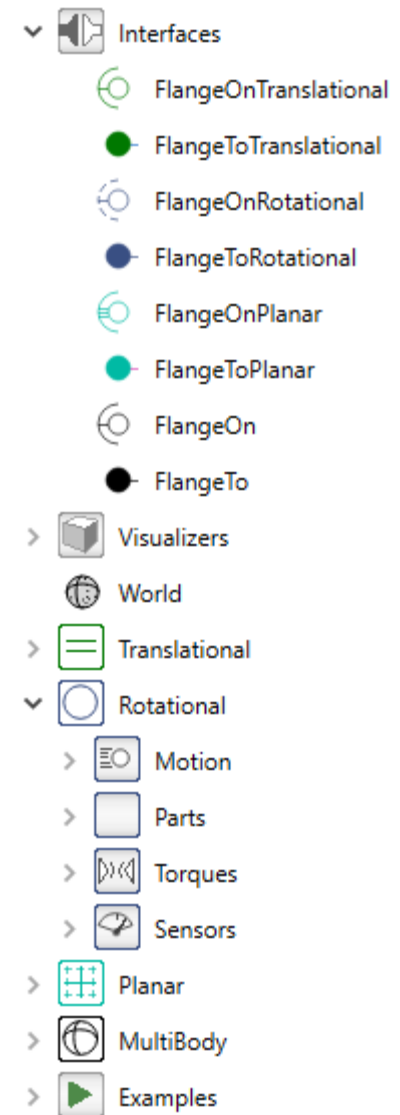 Interfaces
FlangeOnTranslational
FlangeToTranslational
FlangeOnRotational
FlangeToRotational
FlangeOnPlanar
FlangeToPlanar
FlangeOn
FlangeTo
Visualizers
World
Translational
Rotational
Motion
Parts
Torques
Sensors
Planar
MultiBody
Examples